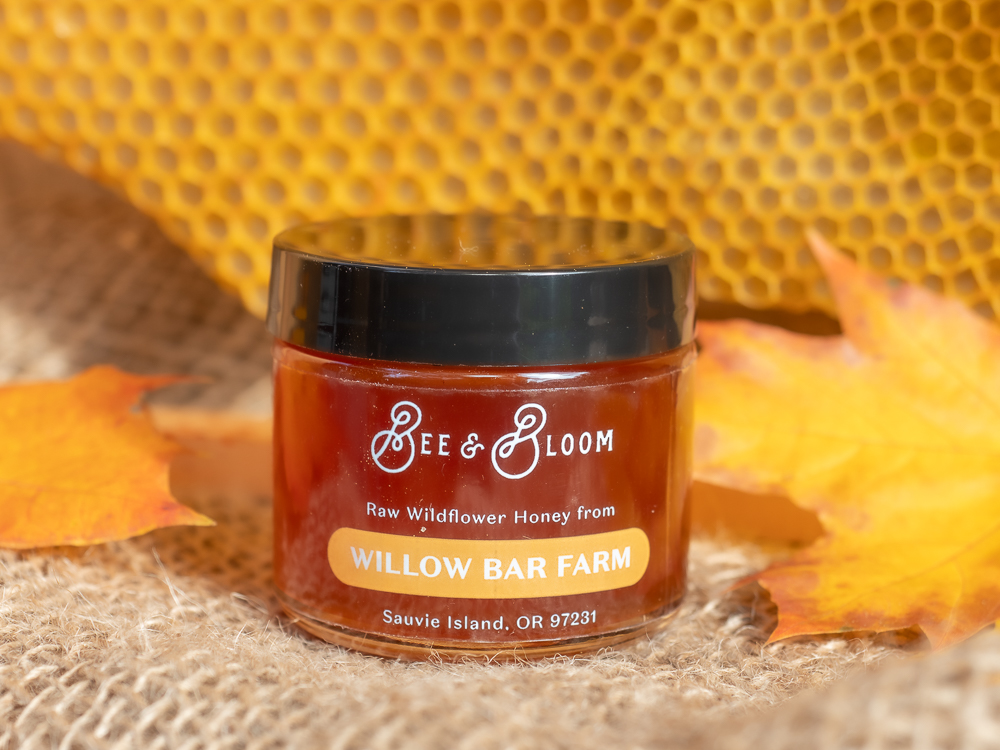 BEE & BLOOM
Raw Wildflower Honey from
WILLOW BAR FARM
Sauvie Island, OR 97231